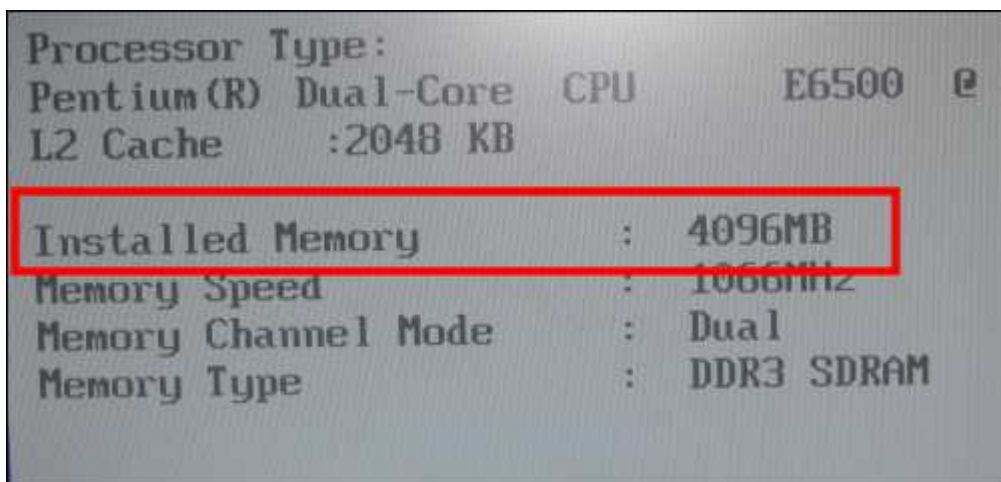 Processor Type:
Pentium(R) Dual-Core CPU E6500 @
L2 Cache :2048 KB
Installed Memory : 4096MB
Memory Speed : 1066MHz
Memory Channel Mode : Dual
Memory Type : DDR3 SDRAM